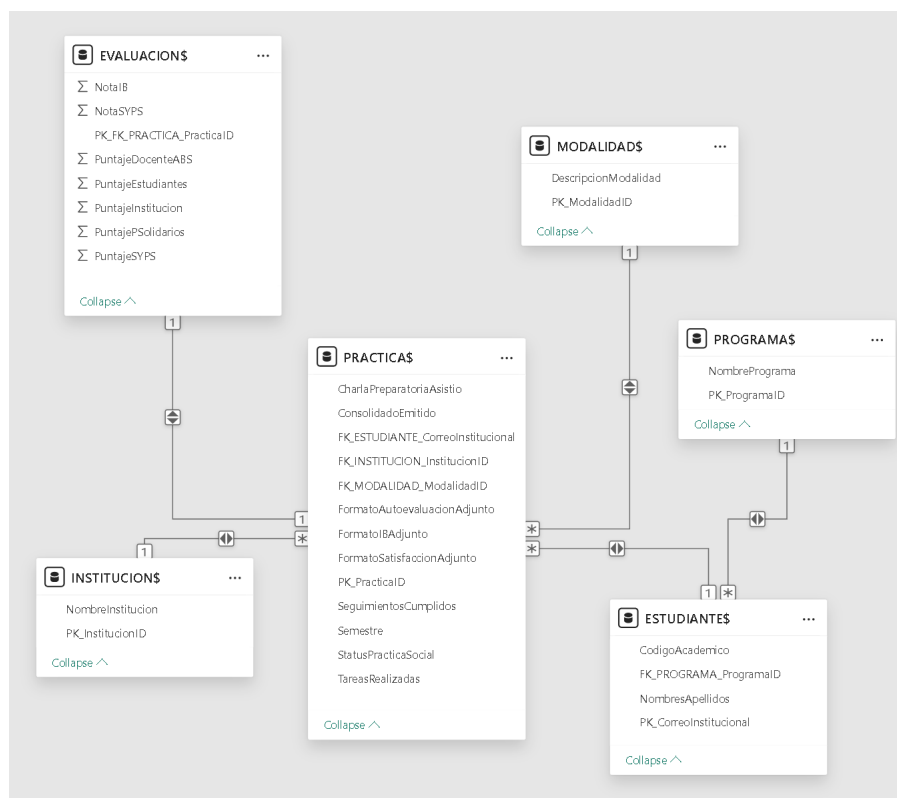 EVALUACION$ ...
Σ NotaIB
Σ NotaSYPS
PK_FK_PRACTICA_PracticaID
Σ PuntajeDocenteABS
Σ PuntajeEstudiantes
Σ PuntajeInstitucion
Σ PuntajePSolidarios
Σ PuntajeSYPS
Collapse
1
MODALIDAD$ ...
DescripcionModalidad
PK_ModalidadID
Collapse
1
PROGRAMA$ ...
NombrePrograma
PK_ProgramaID
Collapse
1
PRACTICA$ ...
CharlaPreparatoriaAsistio
ConsolidadoEmitido
FK_ESTUDIANTE_CorreoInstitucional
FK_INSTITUCION_InstitucionID
FK_MODALIDAD_ModalidadID
FormatoAutoevaluacionAdjunto
FormatoIBAdjunto
FormatoSatisfaccionAdjunto
PK_PracticaID
SeguimientosCumplidos
Semestre
StatusPracticaSocial
TareasRealizadas
Collapse
1
*
*
*
1
INSTITUCION$ ...
NombreInstitucion
PK_InstitucionID
Collapse
1 *
ESTUDIANTE$ ...
CodigoAcademico
FK_PROGRAMA_ProgramaID
NombresApellidos
PK_CorreoInstitucional
Collapse